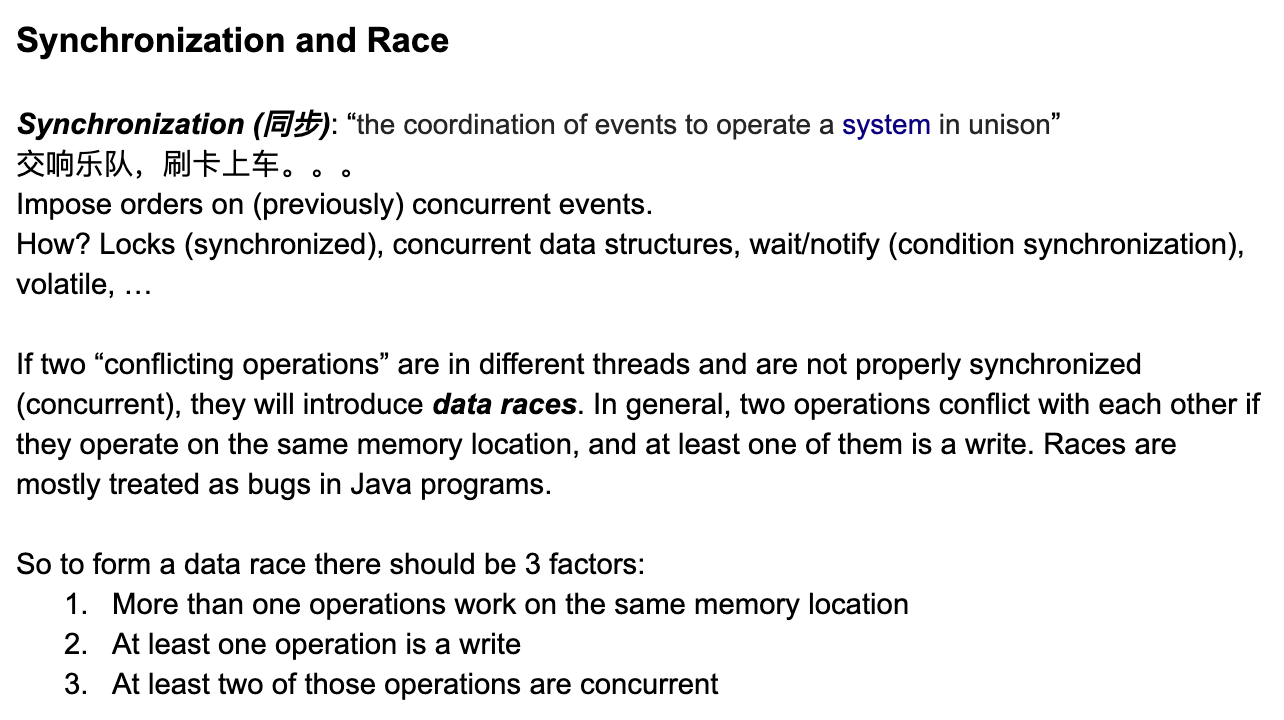 Synchronization and Race
Synchronization (同步): “the coordination of events to operate a system in unison”
交响乐队，刷卡上车。。。
Impose orders on (previously) concurrent events.
How? Locks (synchronized), concurrent data structures, wait/notify (condition synchronization),
volatile, …
If two “conflicting operations” are in different threads and are not properly synchronized
(concurrent), they will introduce data races. In general, two operations conflict with each other if
they operate on the same memory location, and at least one of them is a write. Races are
mostly treated as bugs in Java programs.
So to form a data race there should be 3 factors:
1. More than one operations work on the same memory location
2. At least one operation is a write
3. At least two of those operations are concurrent